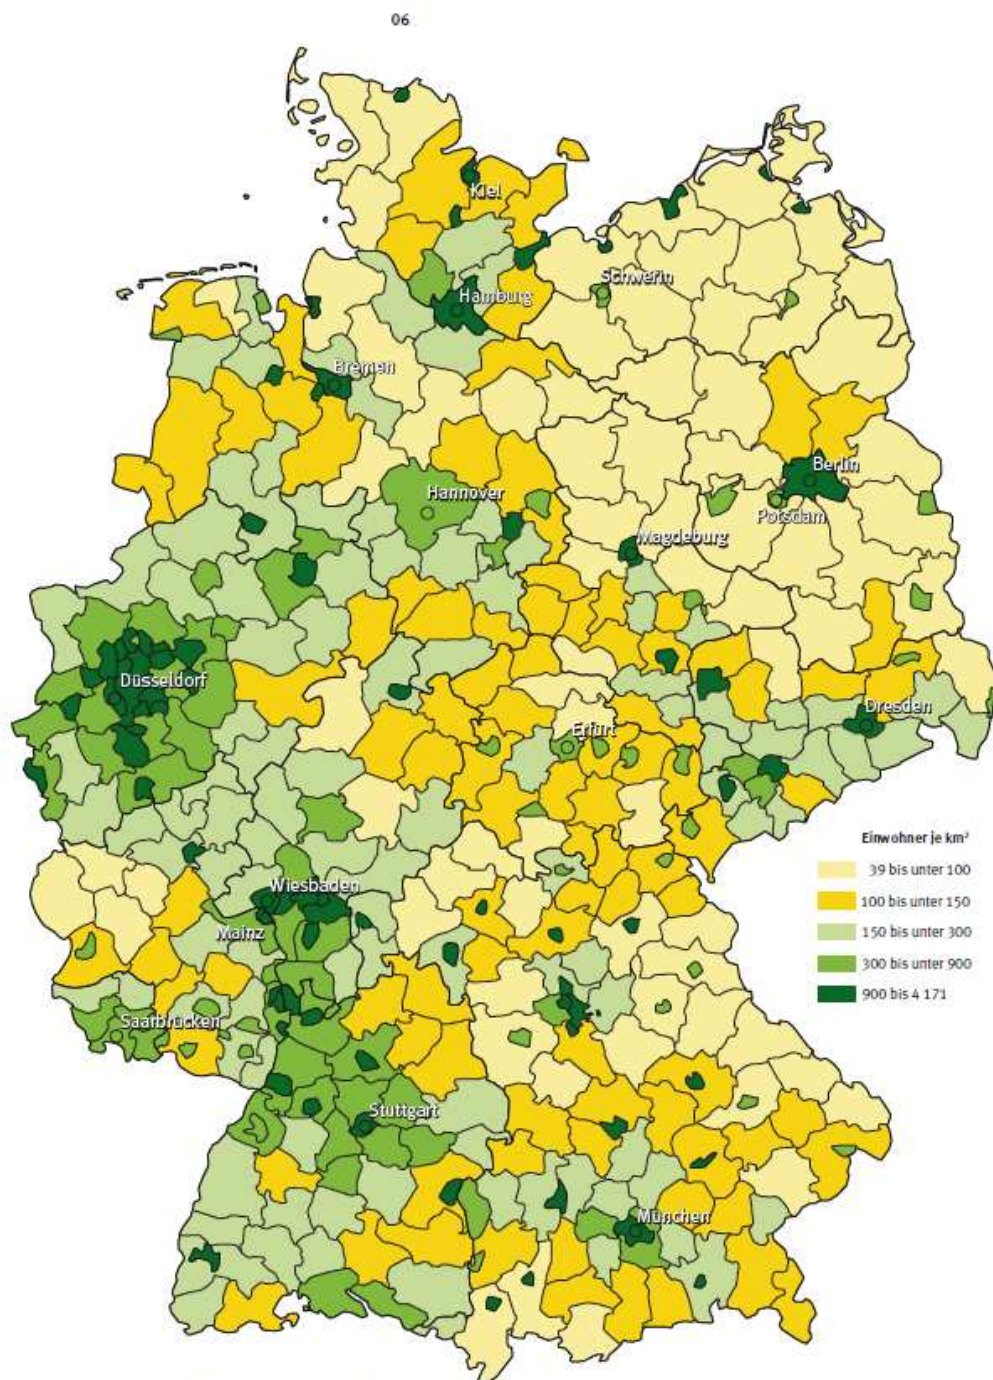 06
Kiel
Schwerin
Hamburg
Bremen
Berlin
Hannover
Potsdam
Magdeburg
Düsseldorf
Dresden
Erfurt
Einwohner je km²
39 bis unter 100
Wiesbaden
100 bis unter 150
Mainz
150 bis unter 300
300 bis unter 900
900 bis 4 171
Saarbrücken
Stuttgart
München